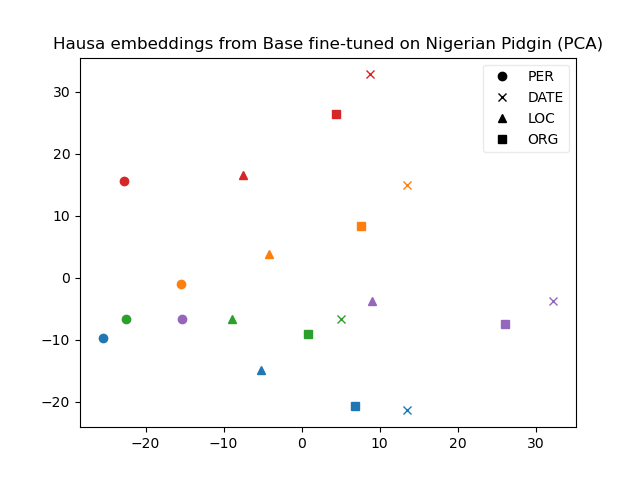 Hausa embeddings from Base fine-tuned on Nigerian Pidgin (PCA)
PER
DATE
LOC
ORG
30
20
10
0
−10
−20
−20
−10
0
10
20
30